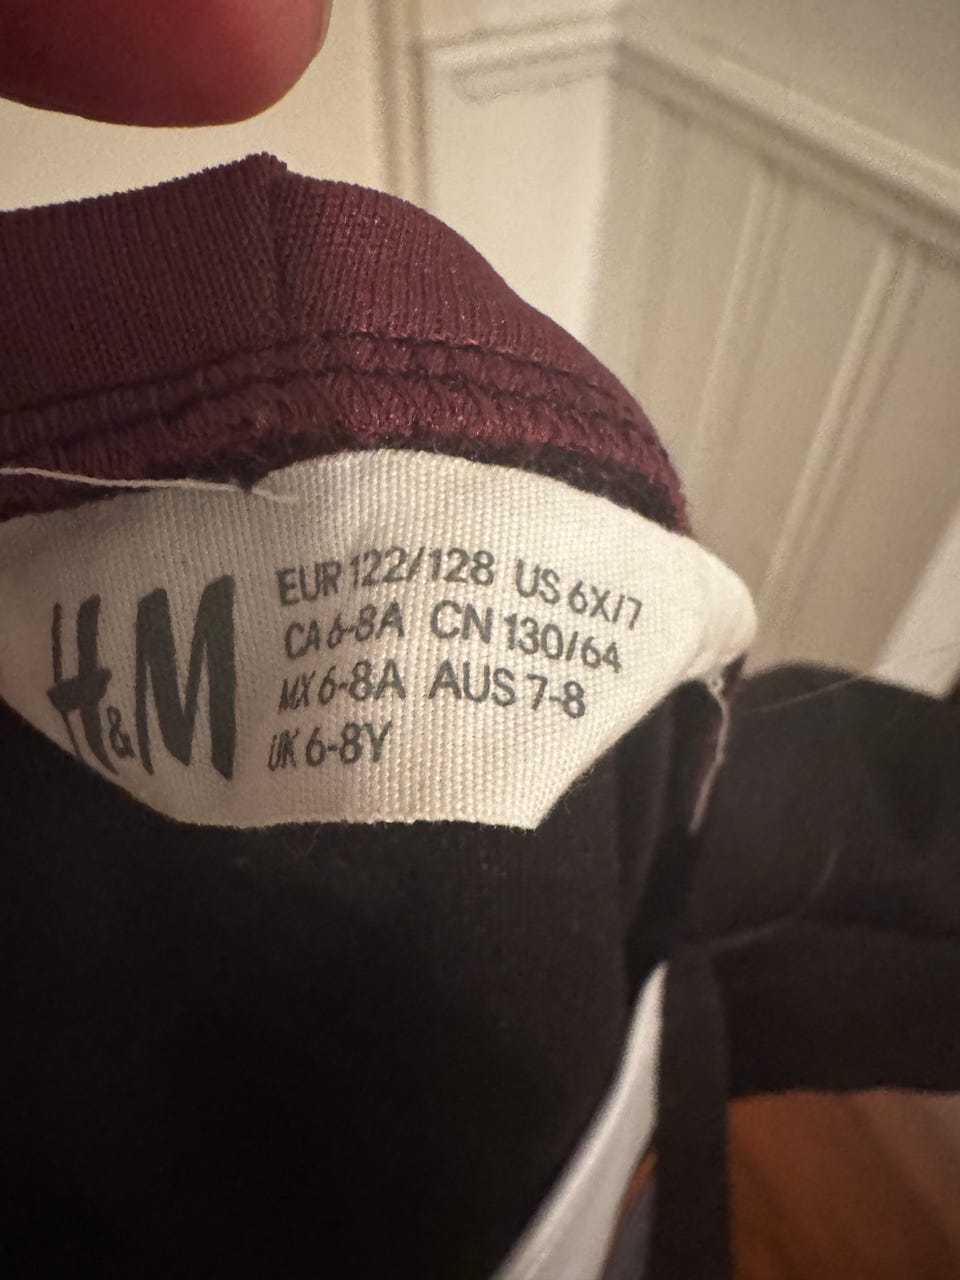 H&M
EUR 122/128 US 6X/7
CA 6-8A CN 130/64
MX 6-8A AUS 7-8
UK 6-8Y